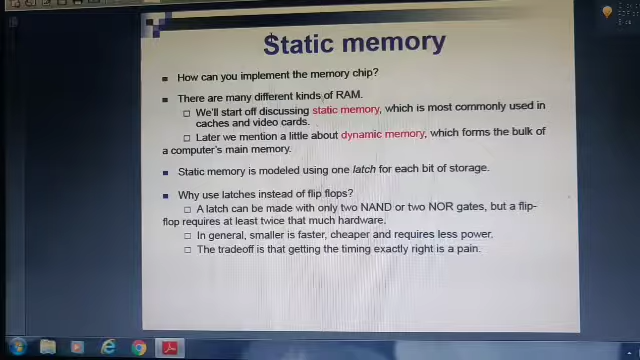 Static memory
How can you implement the memory chip?
There are many different kinds of RAM.
We'll start off discussing static memory, which is most commonly used in
caches and video cards.
Later we mention a little about dynamic memory, which forms the bulk of
a computer's main memory.
Static memory is modeled using one latch for each bit of storage.
Why use latches instead of flip flops?
A latch can be made with only two NAND or two NOR gates, but a flip-
flop requires at least twice that much hardware.
In general, smaller is faster, cheaper and requires less power.
The tradeoff is that getting the timing exactly right is a pain.